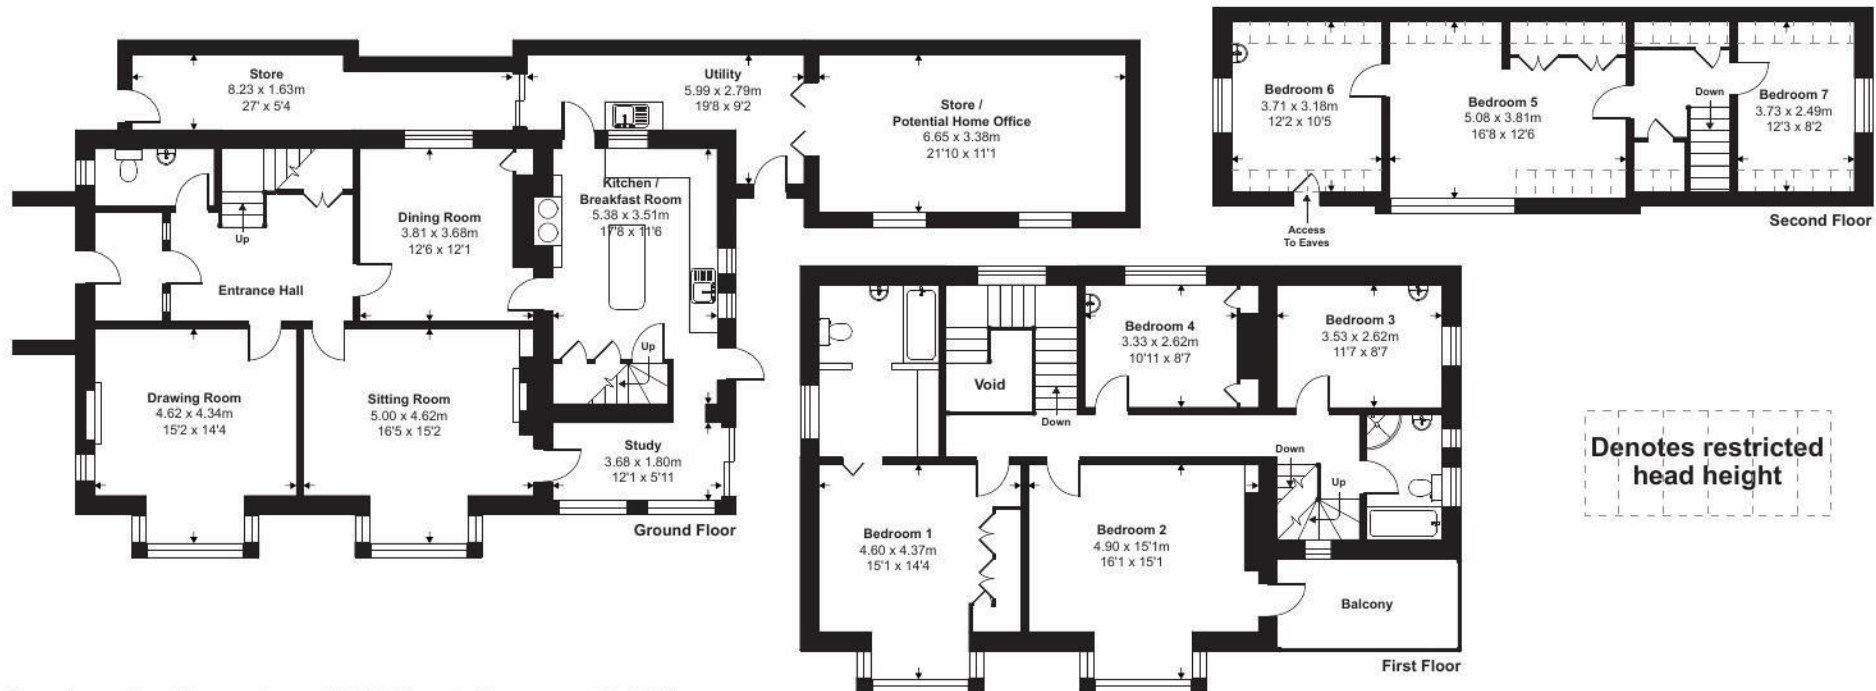 Store
8.23 x 1.63m
27' x 5'4
Utility
5.99 x 2.79m
19'8 x 9'2
Store /
Potential Home Office
6.65 x 3.38m
21'10 x 11'1
Kitchen /
Breakfast Room
5.38 x 3.51m
17'8 x 11'6
Dining Room
3.81 x 3.68m
12'6 x 12'1
Up
Entrance Hall
Up
Drawing Room
4.62 x 4.34m
15'2 x 14'4
Sitting Room
5.00 x 4.62m
16'5 x 15'2
Study
3.68 x 1.80m
12'1 x 5'11
Ground Floor
Bedroom 6
3.71 x 3.18m
12'2 x 10'5
Bedroom 5
5.08 x 3.81m
16'8 x 12'6
Down
Bedroom 7
3.73 x 2.49m
12'3 x 8'2
Access
To Eaves
Second Floor
Bedroom 4
3.33 x 2.62m
10'11 x 8'7
Bedroom 3
3.53 x 2.62m
11'7 x 8'7
Void
Down
Down
Up
Bedroom 1
4.60 x 4.37m
15'1 x 14'4
Bedroom 2
4.90 x 15'1m
16'1 x 15'1
Balcony
First Floor
Denotes restricted
head height